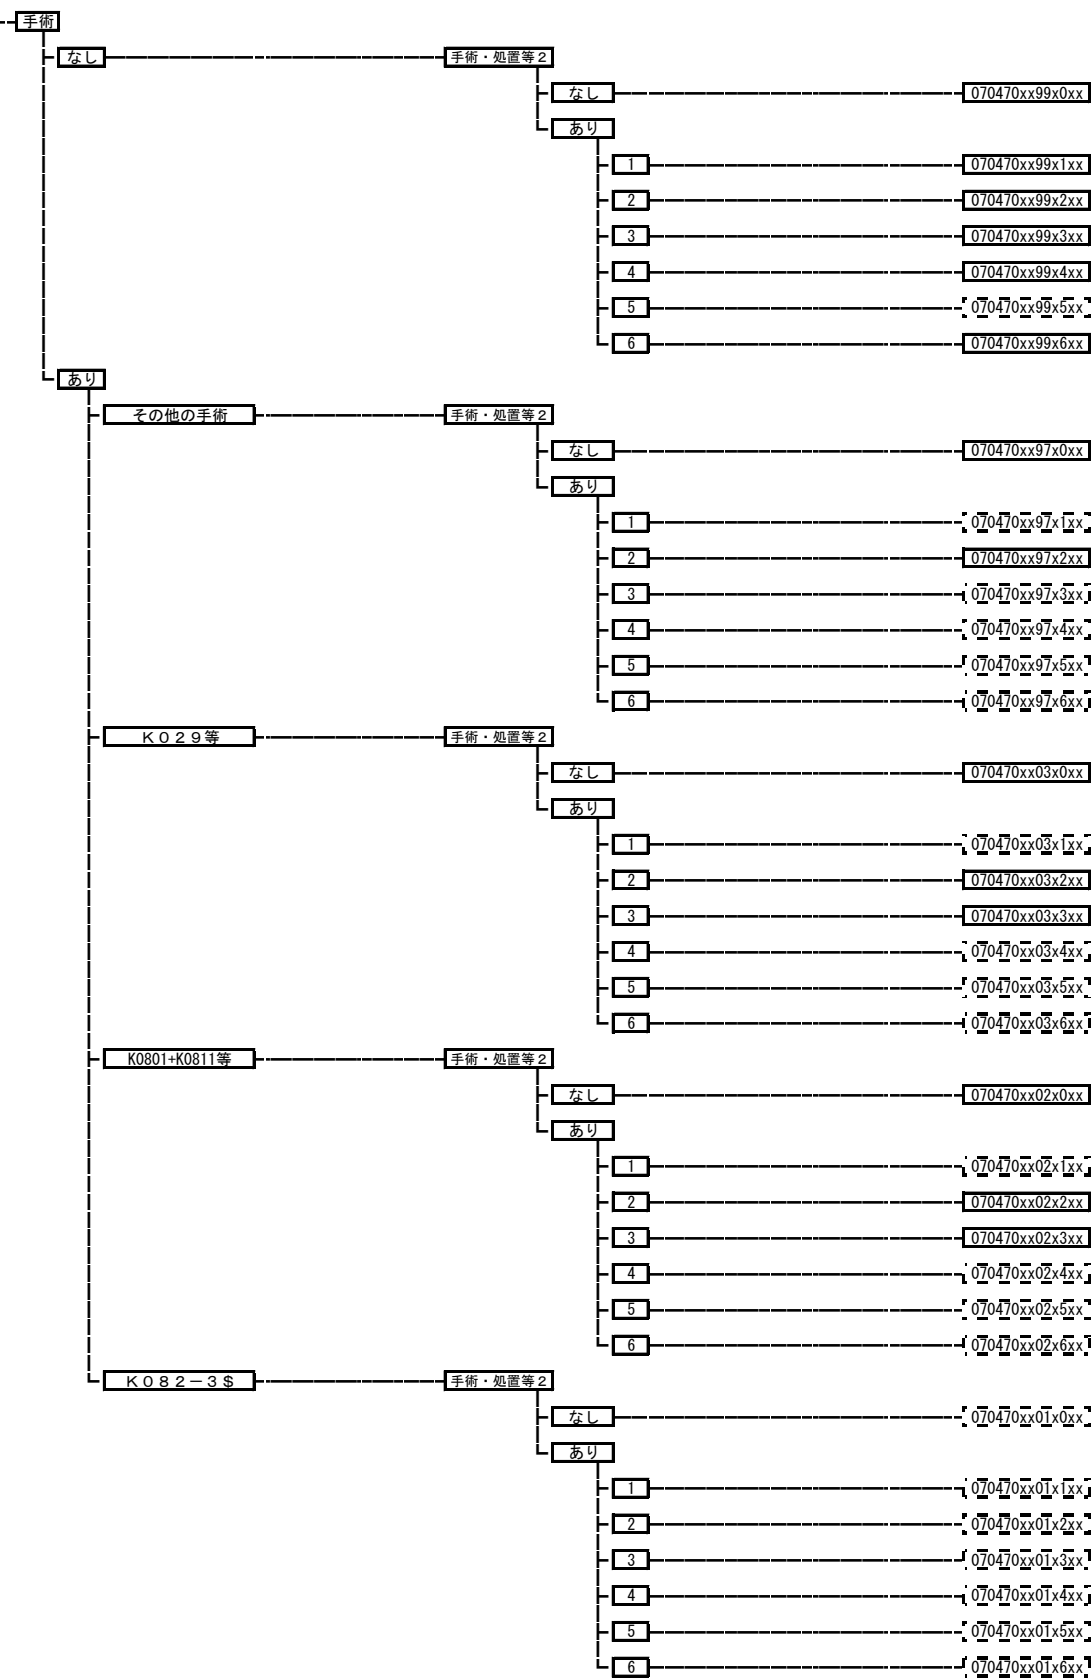 手術
なし 手術・処置等2
なし 070470xx99x0xx
あり
1 070470xx99x1xx
2 070470xx99x2xx
3 070470xx99x3xx
4 070470xx99x4xx
5 070470xx99x5xx
6 070470xx99x6xx
あり
その他の手術 手術・処置等2
なし 070470xx97x0xx
あり
1 070470xx97x1xx
2 070470xx97x2xx
3 070470xx97x3xx
4 070470xx97x4xx
5 070470xx97x5xx
6 070470xx97x6xx
K029等 手術・処置等2
なし 070470xx03x0xx
あり
1 070470xx03x1xx
2 070470xx03x2xx
3 070470xx03x3xx
4 070470xx03x4xx
5 070470xx03x5xx
6 070470xx03x6xx
K0801+K0811等 手術・処置等2
なし 070470xx02x0xx
あり
1 070470xx02x1xx
2 070470xx02x2xx
3 070470xx02x3xx
4 070470xx02x4xx
5 070470xx02x5xx
6 070470xx02x6xx
K082-3$ 手術・処置等2
なし 070470xx01x0xx
あり
1 070470xx01x1xx
2 070470xx01x2xx
3 070470xx01x3xx
4 070470xx01x4xx
5 070470xx01x5xx
6 070470xx01x6xx